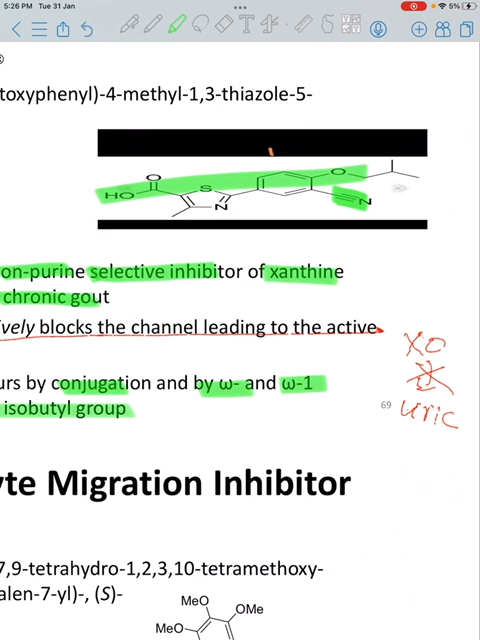 5:26 PM Tue 31 Jan
5%
toxyphenyl)-4-methyl-1,3-thiazole-5-
O
HO
S
N
O
N
on-purine selective inhibitor of xanthine
chronic gout
ively blocks the channel leading to the active
XO
urs by conjugation and by ω- and ω-1
isobutyl group
69
uric
yte Migration Inhibitor
7,9-tetrahydro-1,2,3,10-tetramethoxy-
alen-7-yl)-, (S)-
MeO
OMe
MeO